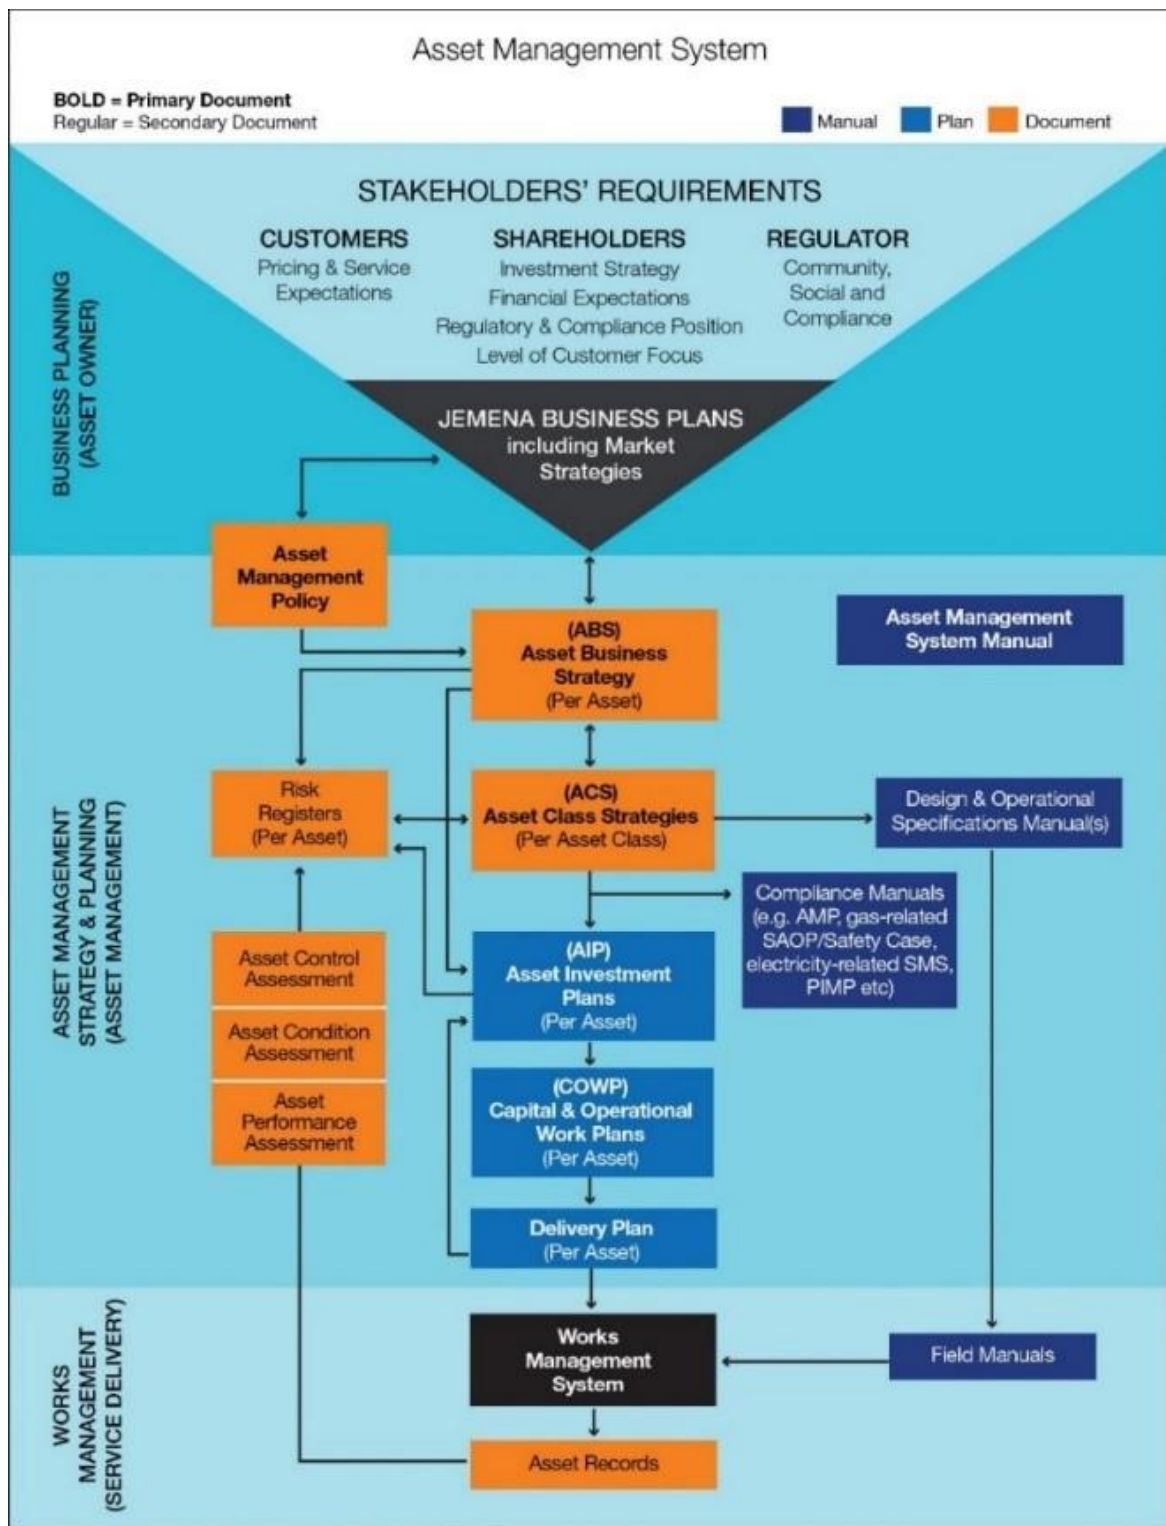 Asset Management System
BOLD = Primary Document
Regular = Secondary Document
Manual
Plan
Document
STAKEHOLDERS' REQUIREMENTS
CUSTOMERS
Pricing & Service
Expectations
SHAREHOLDERS
Investment Strategy
Financial Expectations
Regulatory & Compliance Position
Level of Customer Focus
REGULATOR
Community,
Social and
Compliance
BUSINESS PLANNING
(ASSET OWNER)
JEMENA BUSINESS PLANS
including Market
Strategies
Asset
Management
Policy
(ABS)
Asset Business
Strategy
(Per Asset)
Asset Management
System Manual
ASSET MANAGEMENT
STRATEGY & PLANNING
(ASSET MANAGEMENT)
Risk
Registers
(Per Asset)
(ACS)
Asset Class Strategies
(Per Asset Class)
Design & Operational
Specifications Manual(s)
Compliance Manuals
(e.g. AMP, gas-related
SAOP/Safety Case,
electricity-related SMS,
PIMP etc)
Asset Control
Assessment
Asset Condition
Assessment
Asset
Performance
Assessment
(AIP)
Asset Investment
Plans
(Per Asset)
(COWP)
Capital & Operational
Work Plans
(Per Asset)
Delivery Plan
(Per Asset)
WORKS
MANAGEMENT
(SERVICE DELIVERY)
Works
Management
System
Field Manuals
Asset Records